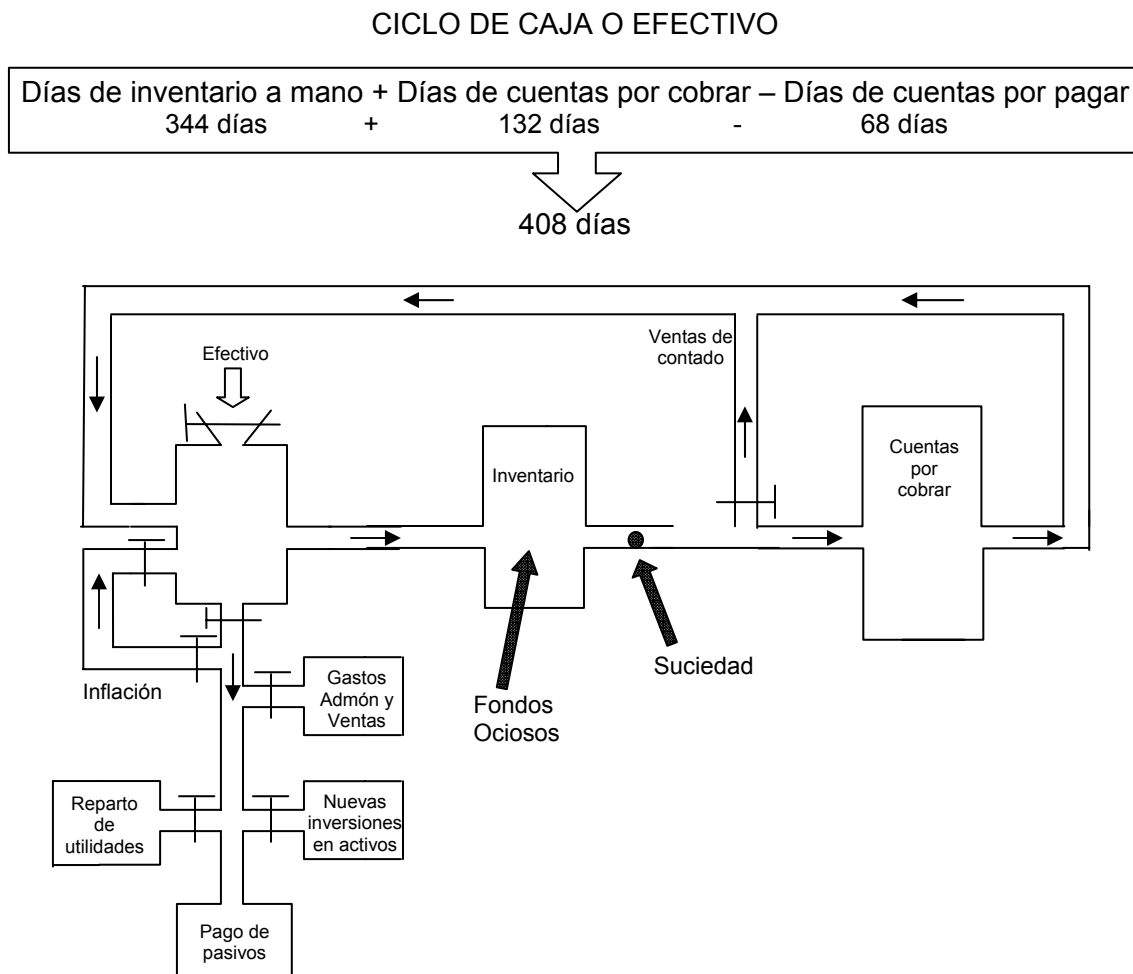 CICLO DE CAJA O EFECTIVO
Días de inventario a mano + Días de cuentas por cobrar – Días de cuentas por pagar
344 días + 132 días - 68 días
408 días
Efectivo
Ventas de
contado
Inventario
Cuentas
por
cobrar
Suciedad
Fondos
Ociosos
Inflación
Gastos
Admón y
Ventas
Reparto
de
utilidades
Nuevas
inversiones
en activos
Pago de
pasivos